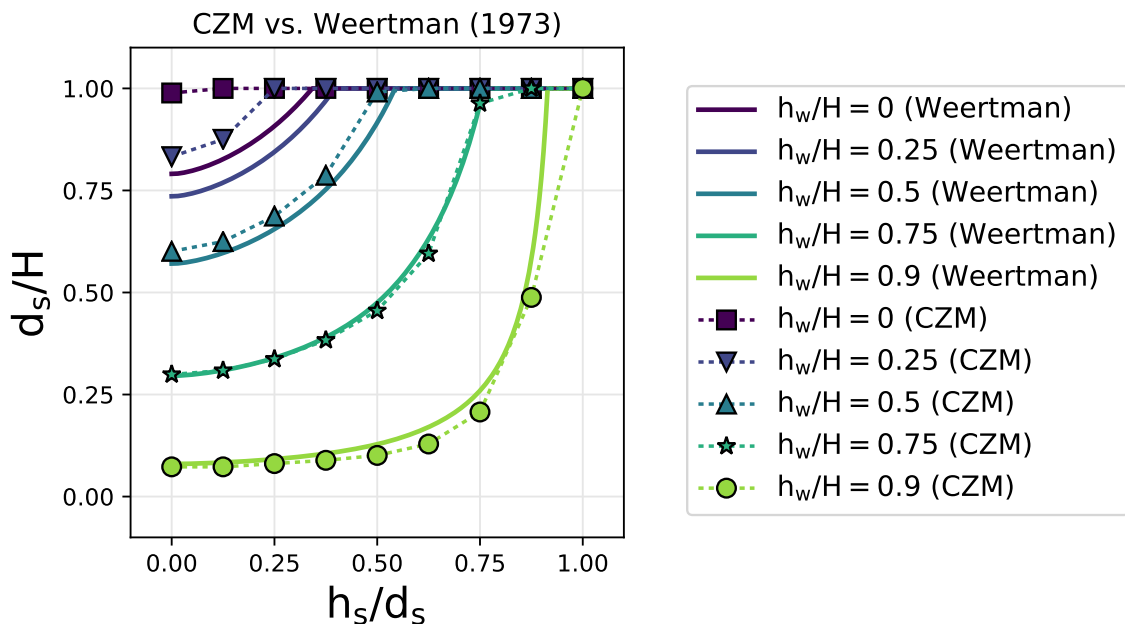 CZM vs. Weertman (1973)
1.00
0.75
0.50
0.25
0.00
d_s/H
0.00 0.25 0.50 0.75 1.00
h_s/d_s
h_w/H = 0 (Weertman)
h_w/H = 0.25 (Weertman)
h_w/H = 0.5 (Weertman)
h_w/H = 0.75 (Weertman)
h_w/H = 0.9 (Weertman)
h_w/H = 0 (CZM)
h_w/H = 0.25 (CZM)
h_w/H = 0.5 (CZM)
h_w/H = 0.75 (CZM)
h_w/H = 0.9 (CZM)